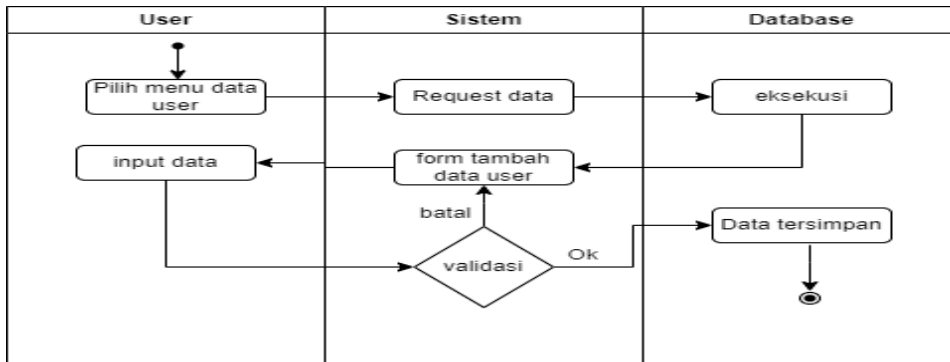 User
Sistem
Database
Pilih menu data
user
Request data
eksekusi
input data
form tambah
data user
batal
Data tersimpan
validasi
Ok